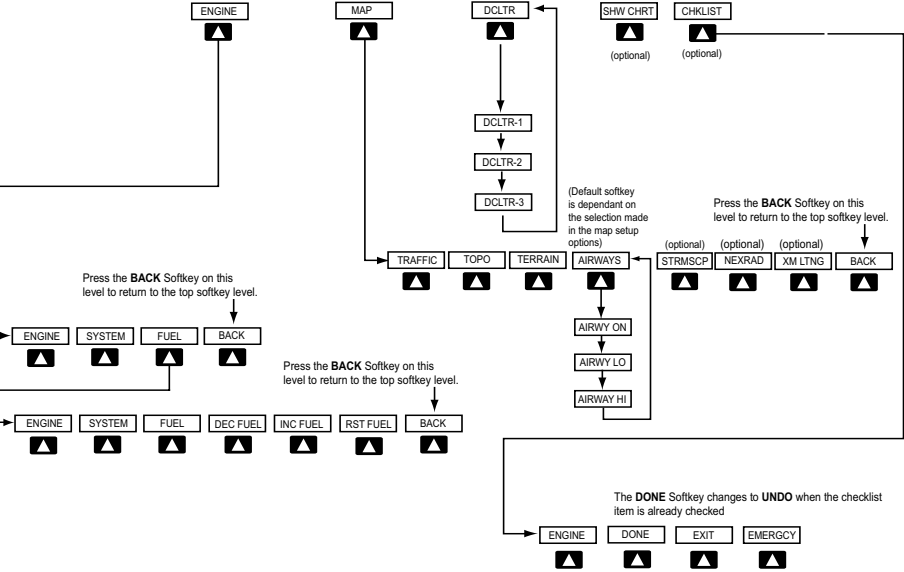 ENGINE
MAP
DCLTR
SHW CHRT
CHKLIST
(optional)
(optional)
DCLTR-1
DCLTR-2
DCLTR-3
(Default softkey
is dependant on
the selection made
in the map setup
options)
Press the BACK Softkey on this
level to return to the top softkey level.
(optional)
(optional)
(optional)
TRAFFIC
TOPO
TERRAIN
AIRWAYS
STRMSCP
NEXRAD
XM LTNG
BACK
Press the BACK Softkey on this
level to return to the top softkey level.
AIRWY ON
AIRWY LO
AIRWAY HI
ENGINE
SYSTEM
FUEL
BACK
Press the BACK Softkey on this
level to return to the top softkey level.
ENGINE
SYSTEM
FUEL
DEC FUEL
INC FUEL
RST FUEL
BACK
The DONE Softkey changes to UNDO when the checklist
item is already checked
ENGINE
DONE
EXIT
EMERGCY